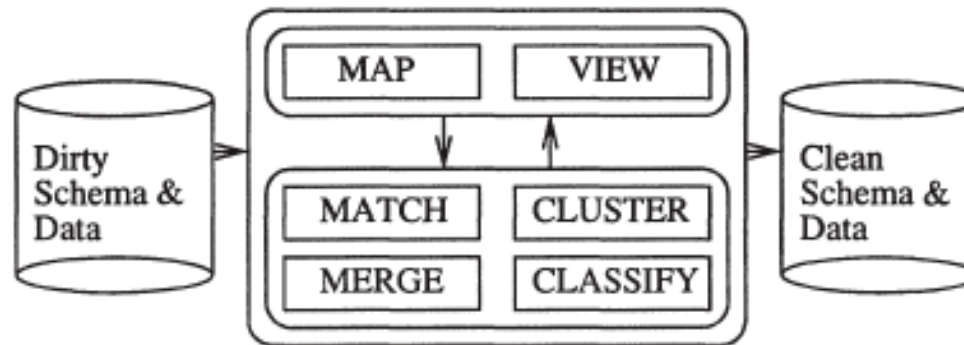 MAP VIEW
Dirty
Schema &
Data
MATCH CLUSTER
MERGE CLASSIFY
Clean
Schema &
Data